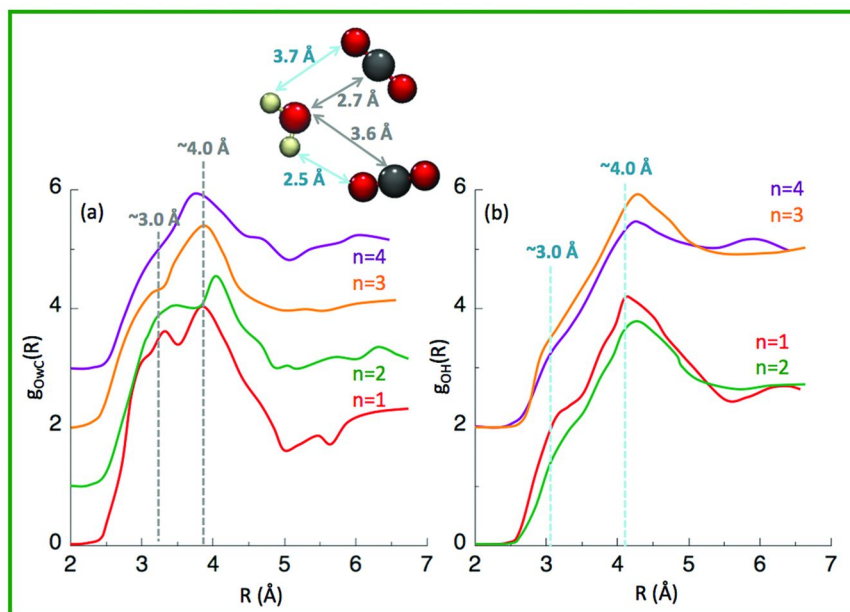 3.7 Å
2.7 Å
3.6 Å
2.5 Å
(a)
~3.0 Å
~4.0 Å
n=4
n=3
n=2
n=1
gOwC(R)
6
4
2
0
2 3 4 5 6 7
R (Å)
(b)
~3.0 Å
~4.0 Å
n=4
n=3
n=1
n=2
gOH(R)
6
4
2
0
2 3 4 5 6 7
R (Å)